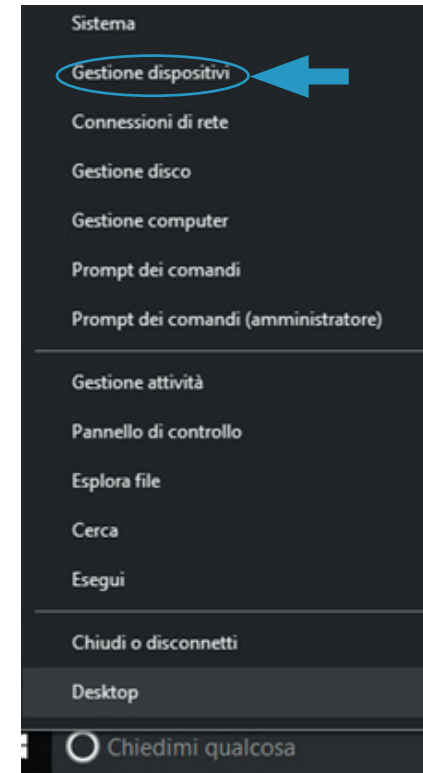 Sistema
Gestione dispositivi
Connessioni di rete
Gestione disco
Gestione computer
Prompt dei comandi
Prompt dei comandi (amministratore)
Gestione attività
Pannello di controllo
Esplora file
Cerca
Esegui
Chiudi o disconnetti
Desktop
Chiedimi qualcosa